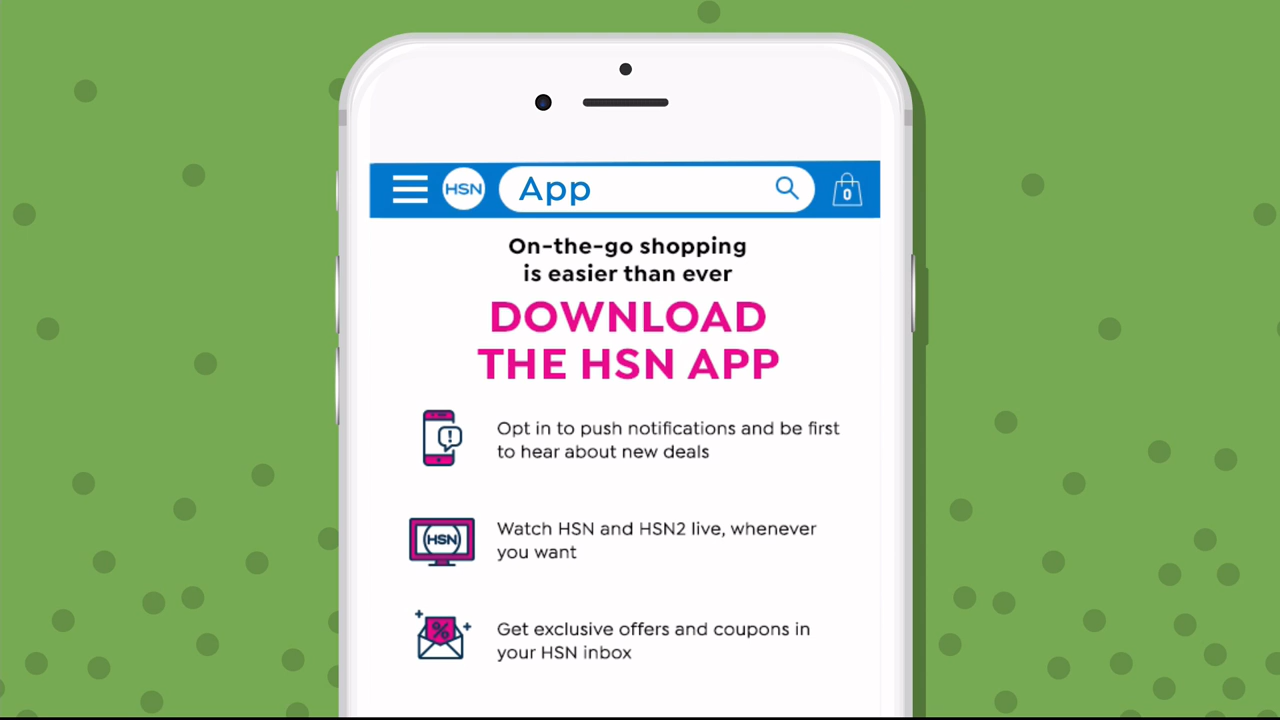 HSN App 0
On-the-go shopping
is easier than ever
DOWNLOAD
THE HSN APP
!
Opt in to push notifications and be first
to hear about new deals
HSN
Watch HSN and HSN2 live, whenever
you want
%
Get exclusive offers and coupons in
your HSN inbox